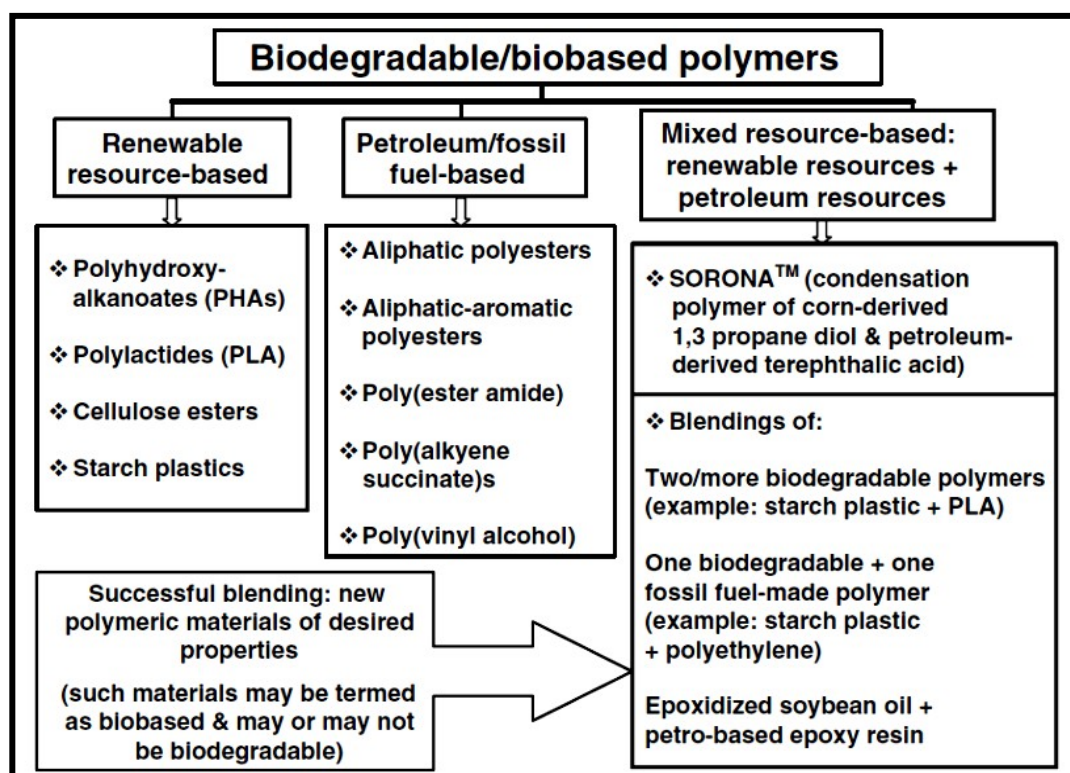 Biodegradable/biobased polymers
Renewable
resource-based
Petroleum/fossil
fuel-based
Mixed resource-based:
renewable resources +
petroleum resources
❖ Polyhydroxy-
alkanoates (PHAs)
❖ Polylactides (PLA)
❖ Cellulose esters
❖ Starch plastics
❖ Aliphatic polyesters
❖ Aliphatic-aromatic
polyesters
❖ Poly(ester amide)
❖ Poly(alkyene
succinate)s
❖ Poly(vinyl alcohol)
❖ SORONA™ (condensation
polymer of corn-derived
1,3 propane diol & petroleum-
derived terephthalic acid)
❖ Blendings of:
Two/more biodegradable polymers
(example: starch plastic + PLA)
One biodegradable + one
fossil fuel-made polymer
(example: starch plastic
+ polyethylene)
Epoxidized soybean oil +
petro-based epoxy resin
Successful blending: new
polymeric materials of desired
properties
(such materials may be termed
as biobased & may or may not
be biodegradable)